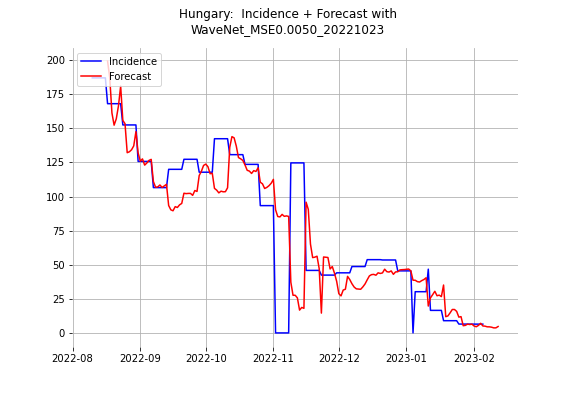 Hungary:  Incidence + Forecast with
WaveNet_MSE0.0050_20221023
Incidence
Forecast
200
175
150
125
100
75
50
25
0
2022-08 2022-09 2022-10 2022-11 2022-12 2023-01 2023-02